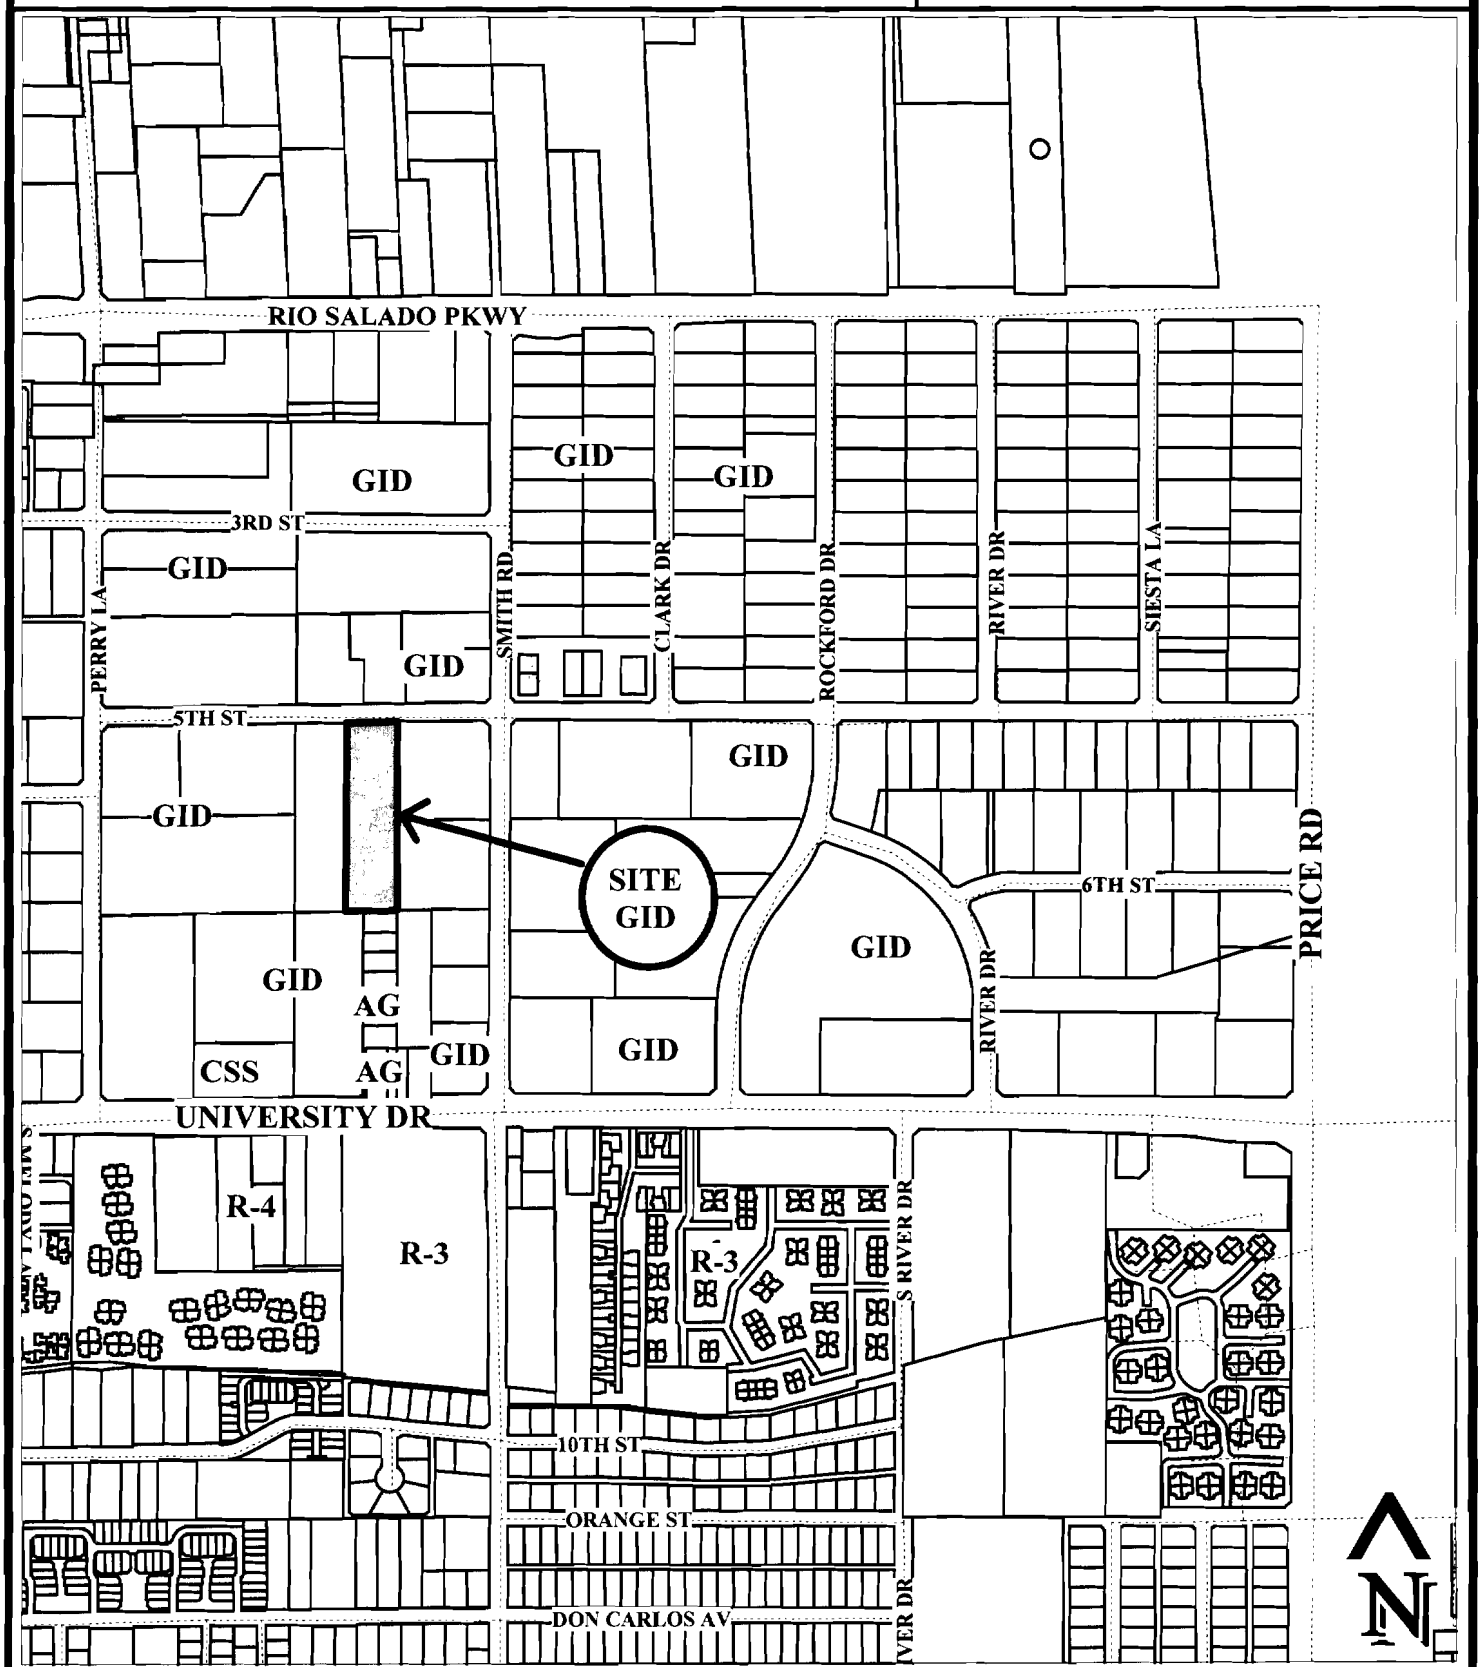 RIO SALADO PKWY
GID
GID
GID
3RD ST
GID
PERRY LA
SMITH RD
CLARK DR
ROCKFORD DR
RIVER DR
SIESTA LA
GID
5TH ST
GID
GID
SITE
GID
6TH ST
PRICE RD
GID
GID
AG
RIVER DR
GID
GID
CSS
AG
UNIVERSITY DR
R-4
R-3
R-3
S RIVER DR
10TH ST
ORANGE ST
DON CARLOS AV
N